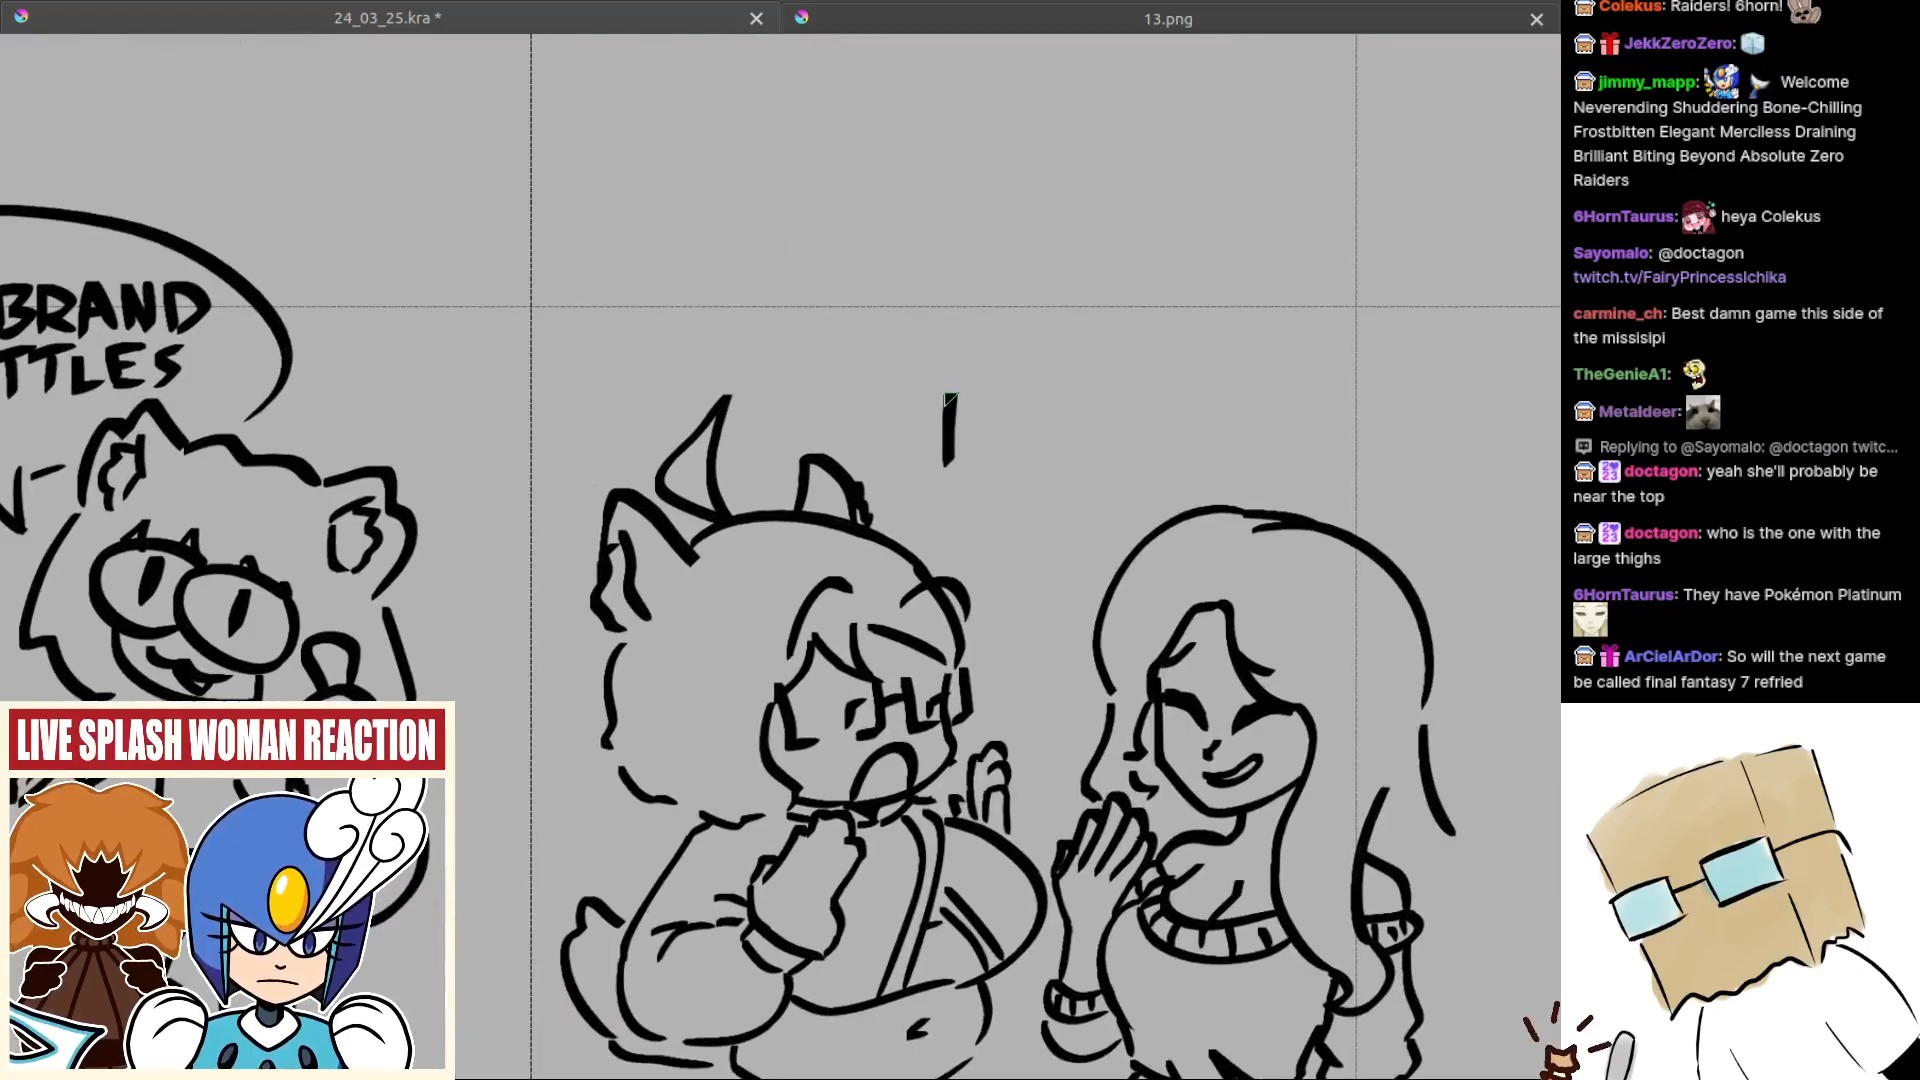 24_03_25.kra *
13.png
BRAND
TTLES
LIVE SPLASH WOMAN REACTION
Colekus: Raiders! 6horn!
JekkZeroZero:
jimmy_mapp: Welcome
Neverending Shuddering Bone-Chilling
Frostbitten Elegant Merciless Draining
Brilliant Biting Beyond Absolute Zero
Raiders
6HornTaurus: heya Colekus
Sayomalo: @doctagon
twitch.tv/FairyPrincessIchika
carmine_ch: Best damn game this side of
the missisipi
TheGenieA1:
Metaldeer:
Replying to @Sayomalo: @doctagon twitc...
doctagon: yeah she'll probably be
near the top
doctagon: who is the one with the
large thighs
6HornTaurus: They have Pokémon Platinum
ArCielArDor: So will the next game
be called final fantasy 7 refried